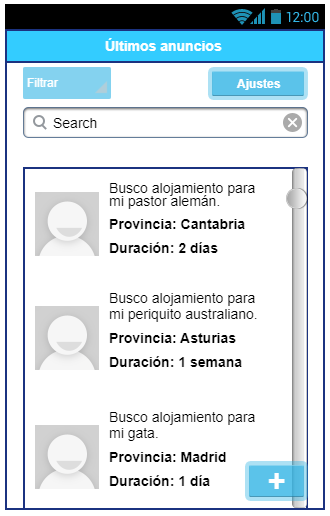 12:00
Últimos anuncios
Filtrar
Ajustes
Search
Busco alojamiento para
mi pastor alemán.
Provincia: Cantabria
Duración: 2 días
Busco alojamiento para
mi periquito australiano.
Provincia: Asturias
Duración: 1 semana
Busco alojamiento para
mi gata.
Provincia: Madrid
Duración: 1 día
+